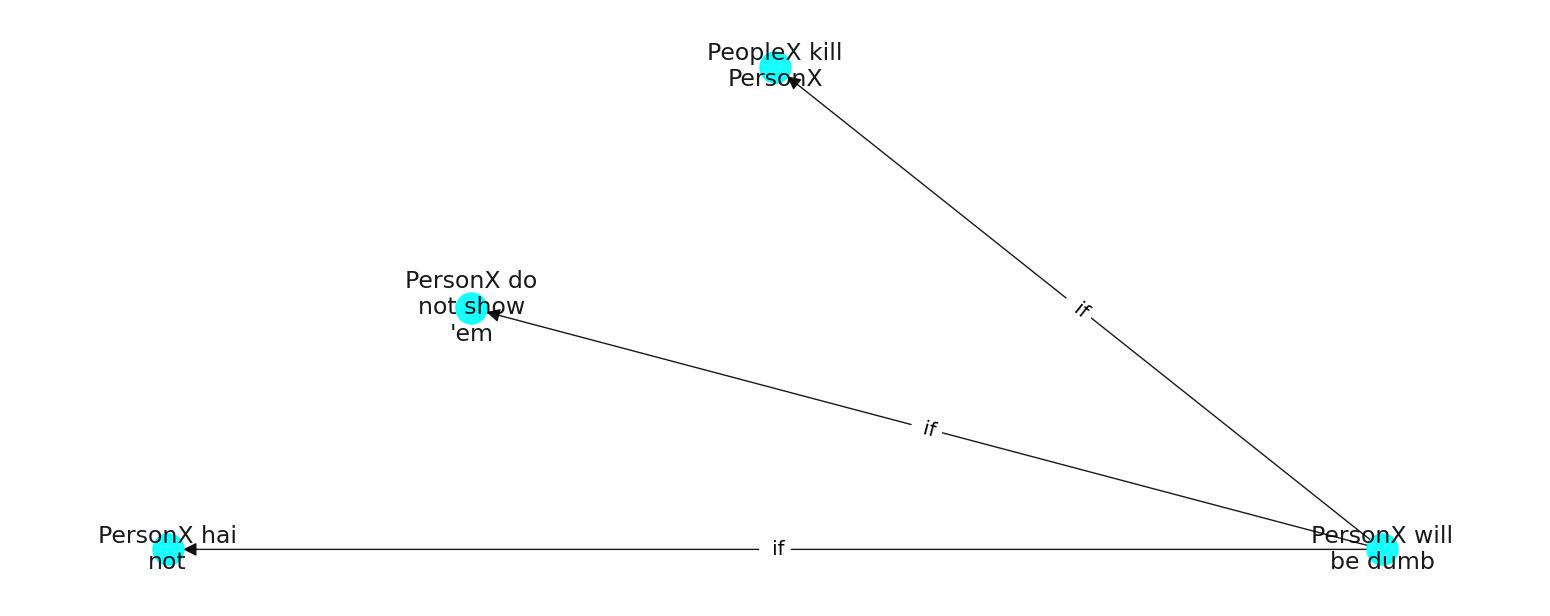 PeopleX kill
PersonX
PersonX do
not show
'em
if
if
PersonX hai
not
if
PersonX will
be dumb